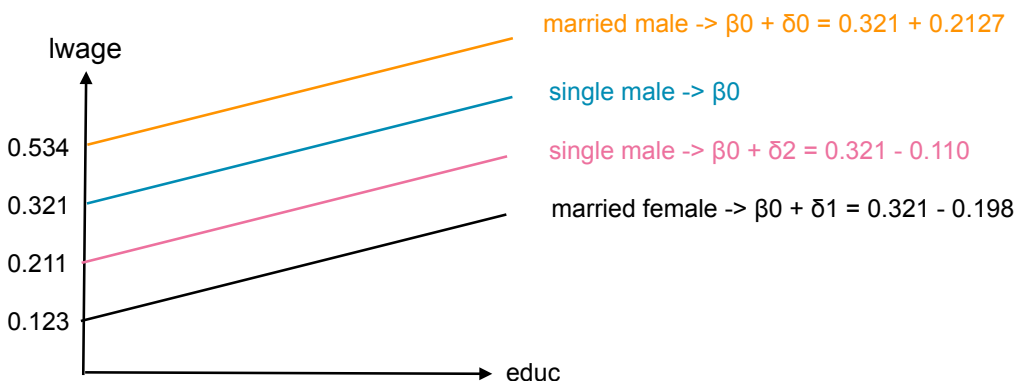 married male -> β0 + δ0 = 0.321 + 0.2127
lwage
single male -> β0
0.534
single male -> β0 + δ2 = 0.321 - 0.110
0.321
married female -> β0 + δ1 = 0.321 - 0.198
0.211
0.123
educ